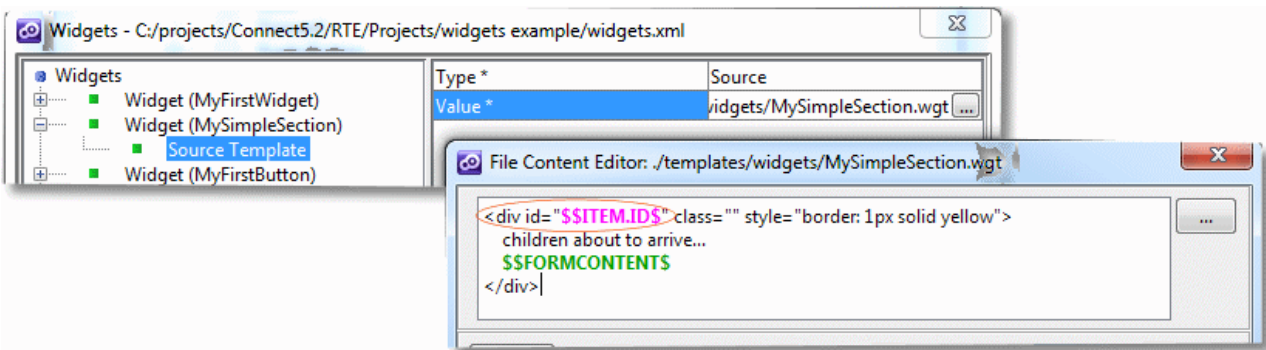 Widgets - C:/projects/Connect5.2/RTE/Projects/widgets example/widgets.xml
Widgets
Widget (MyFirstWidget)
Widget (MySimpleSection)
Source Template
Widget (MyFirstButton)
Type * Source
Value * widgets/MySimpleSection.wgt ...
File Content Editor: ./templates/widgets/MySimpleSection.wgt
<div id="$$ITEM.ID$" class="" style="border: 1px solid yellow">
children about to arrive...
$$FORMCONTENT$
</div>
...